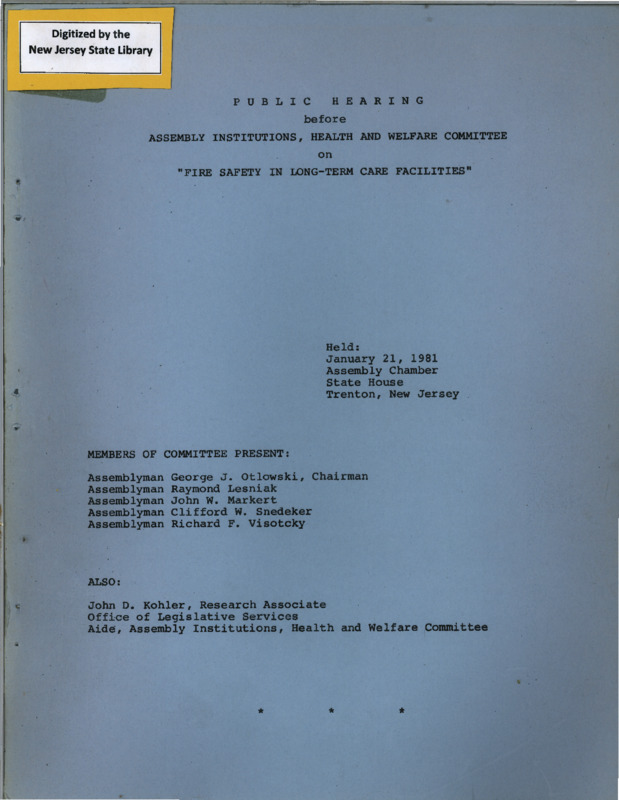 Digitized by the
New Jersey State Library
PUBLIC HEARING
before
ASSEMBLY INSTITUTIONS, HEALTH AND WELFARE COMMITTEE
on
"FIRE SAFETY IN LONG-TERM CARE FACILITIES"
Held:
January 21, 1981
Assembly Chamber
State House
Trenton, New Jersey
MEMBERS OF COMMITTEE PRESENT:
Assemblyman George J. Otlowski, Chairman
Assemblyman Raymond Lesniak
Assemblyman John W. Markert
Assemblyman Clifford W. Snedeker
Assemblyman Richard F. Visotcky
ALSO:
John D. Kohler, Research Associate
Office of Legislative Services
Aide, Assembly Institutions, Health and Welfare Committee
* * *